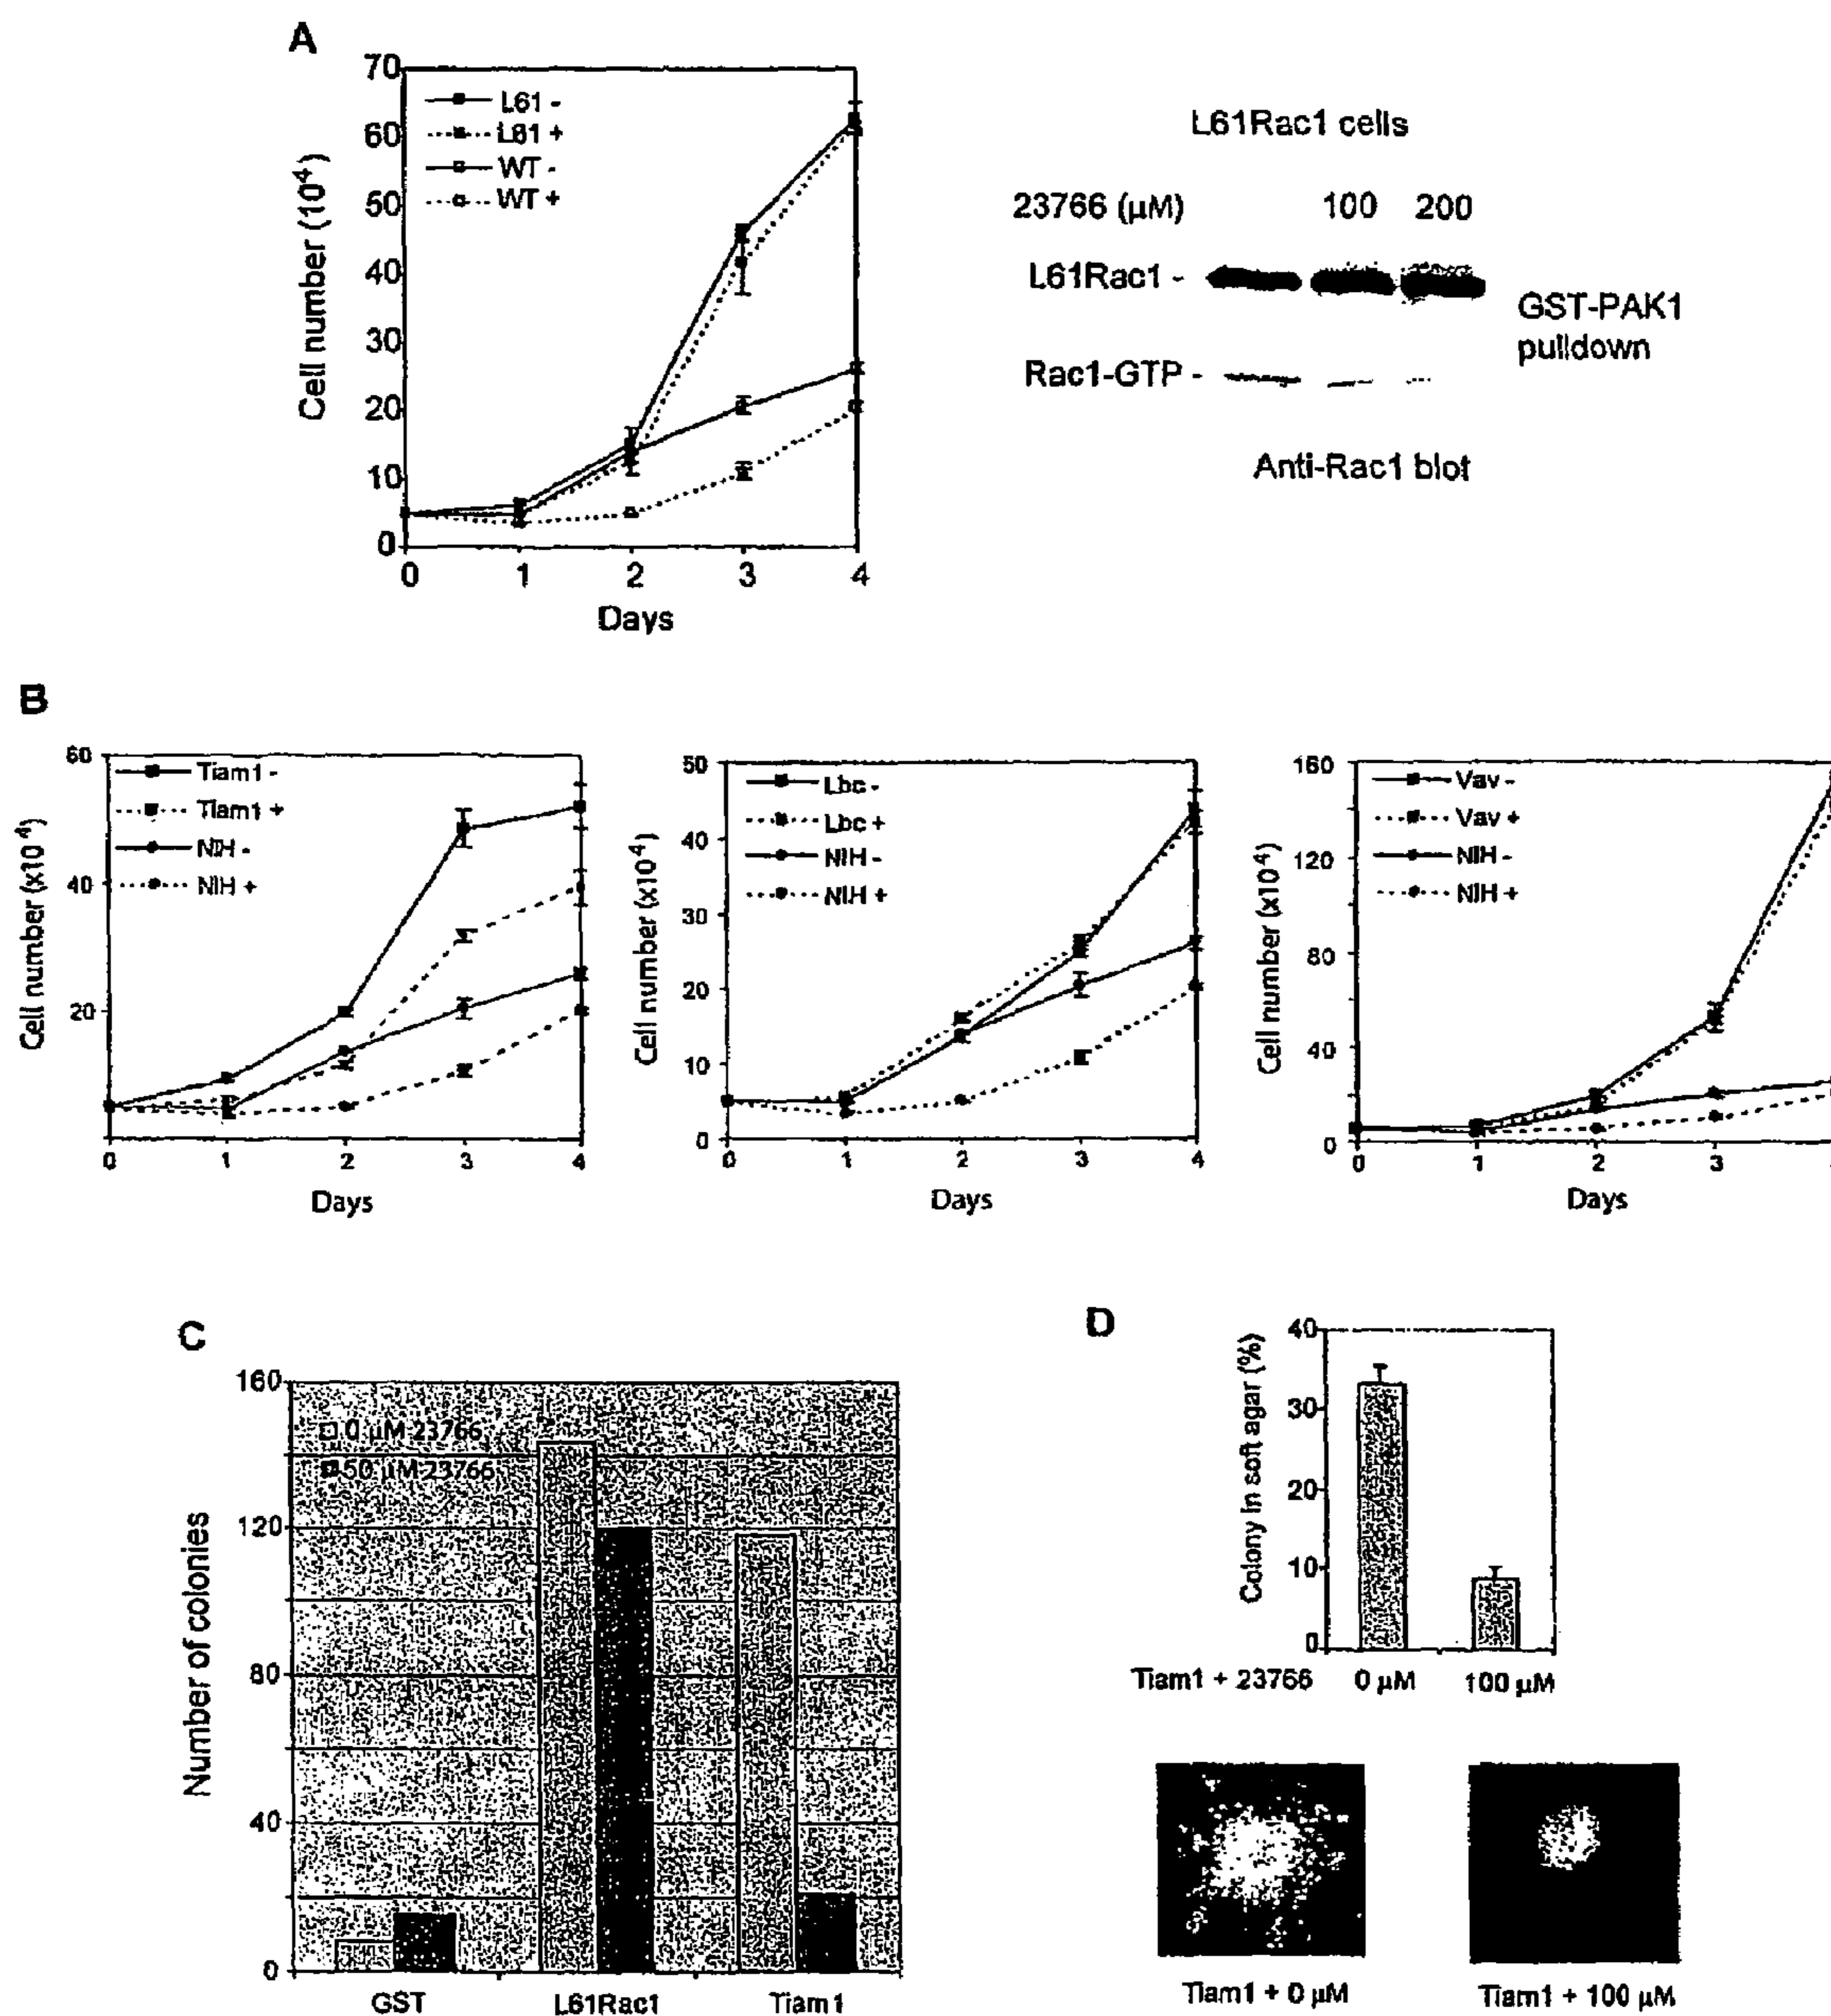 A
70
60
50
40
30
20
10
0
Cell number (10⁴)
L61 -
L61 +
WT -
WT +
0 1 2 3 4
Days
L61Rac1 cells
23766 (µM) 100 200
L61Rac1 -
GST-PAK1
pulldown
Rac1-GTP -
Anti-Rac1 blot
B
60
40
20
Cell number (x10⁴)
Tiam1 -
Tiam1 +
NIH -
NIH +
0 1 2 3 4
Days
50
40
30
20
10
0
Cell number (x10⁴)
Lbc -
Lbc +
NIH -
NIH +
0 1 2 3 4
Days
160
120
80
40
0
Cell number (x10⁴)
Vav -
Vav +
NIH -
NIH +
0 1 2 3
Days
C
160
120
80
40
0
Number of colonies
0 µM 23766
50 µM 23766
GST L61Rac1 Tiam1
D
40
30
20
10
0
Colony in soft agar (%)
Tiam1 + 23766 0 µM 100 µM
Tiam1 + 0 µM Tiam1 + 100 µM